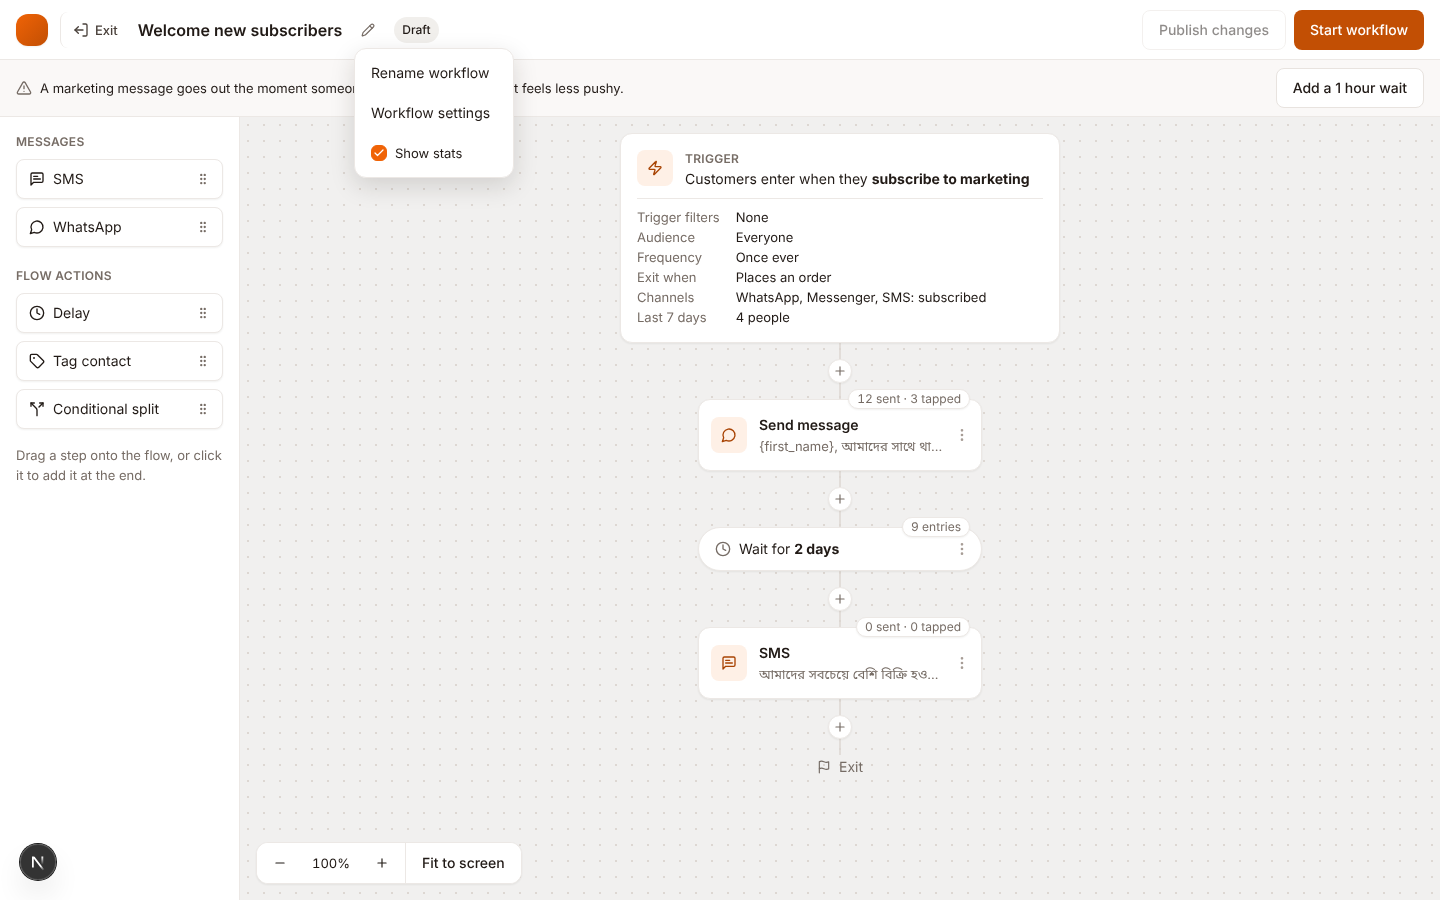 Exit
Welcome new subscribers
Draft
Publish changes
Start workflow
A marketing message goes out the moment
t feels less pushy.
Add a 1 hour wait
Rename workflow
Workflow settings
Show stats
MESSAGES
SMS
WhatsApp
FLOW ACTIONS
Delay
Tag contact
Conditional split
Drag a step onto the flow, or click
it to add it at the end.
TRIGGER
Customers enter when they subscribe to marketing
Trigger filters None
Audience Everyone
Frequency Once ever
Exit when Places an order
Channels WhatsApp, Messenger, SMS: subscribed
Last 7 days 4 people
12 sent · 3 tapped
Send message
{first_name}, আমাদের সাথে থা...
9 entries
Wait for 2 days
0 sent · 0 tapped
SMS
আমাদের সবচেয়ে বেশি বিক্রি হও...
Exit
N
100%
Fit to screen